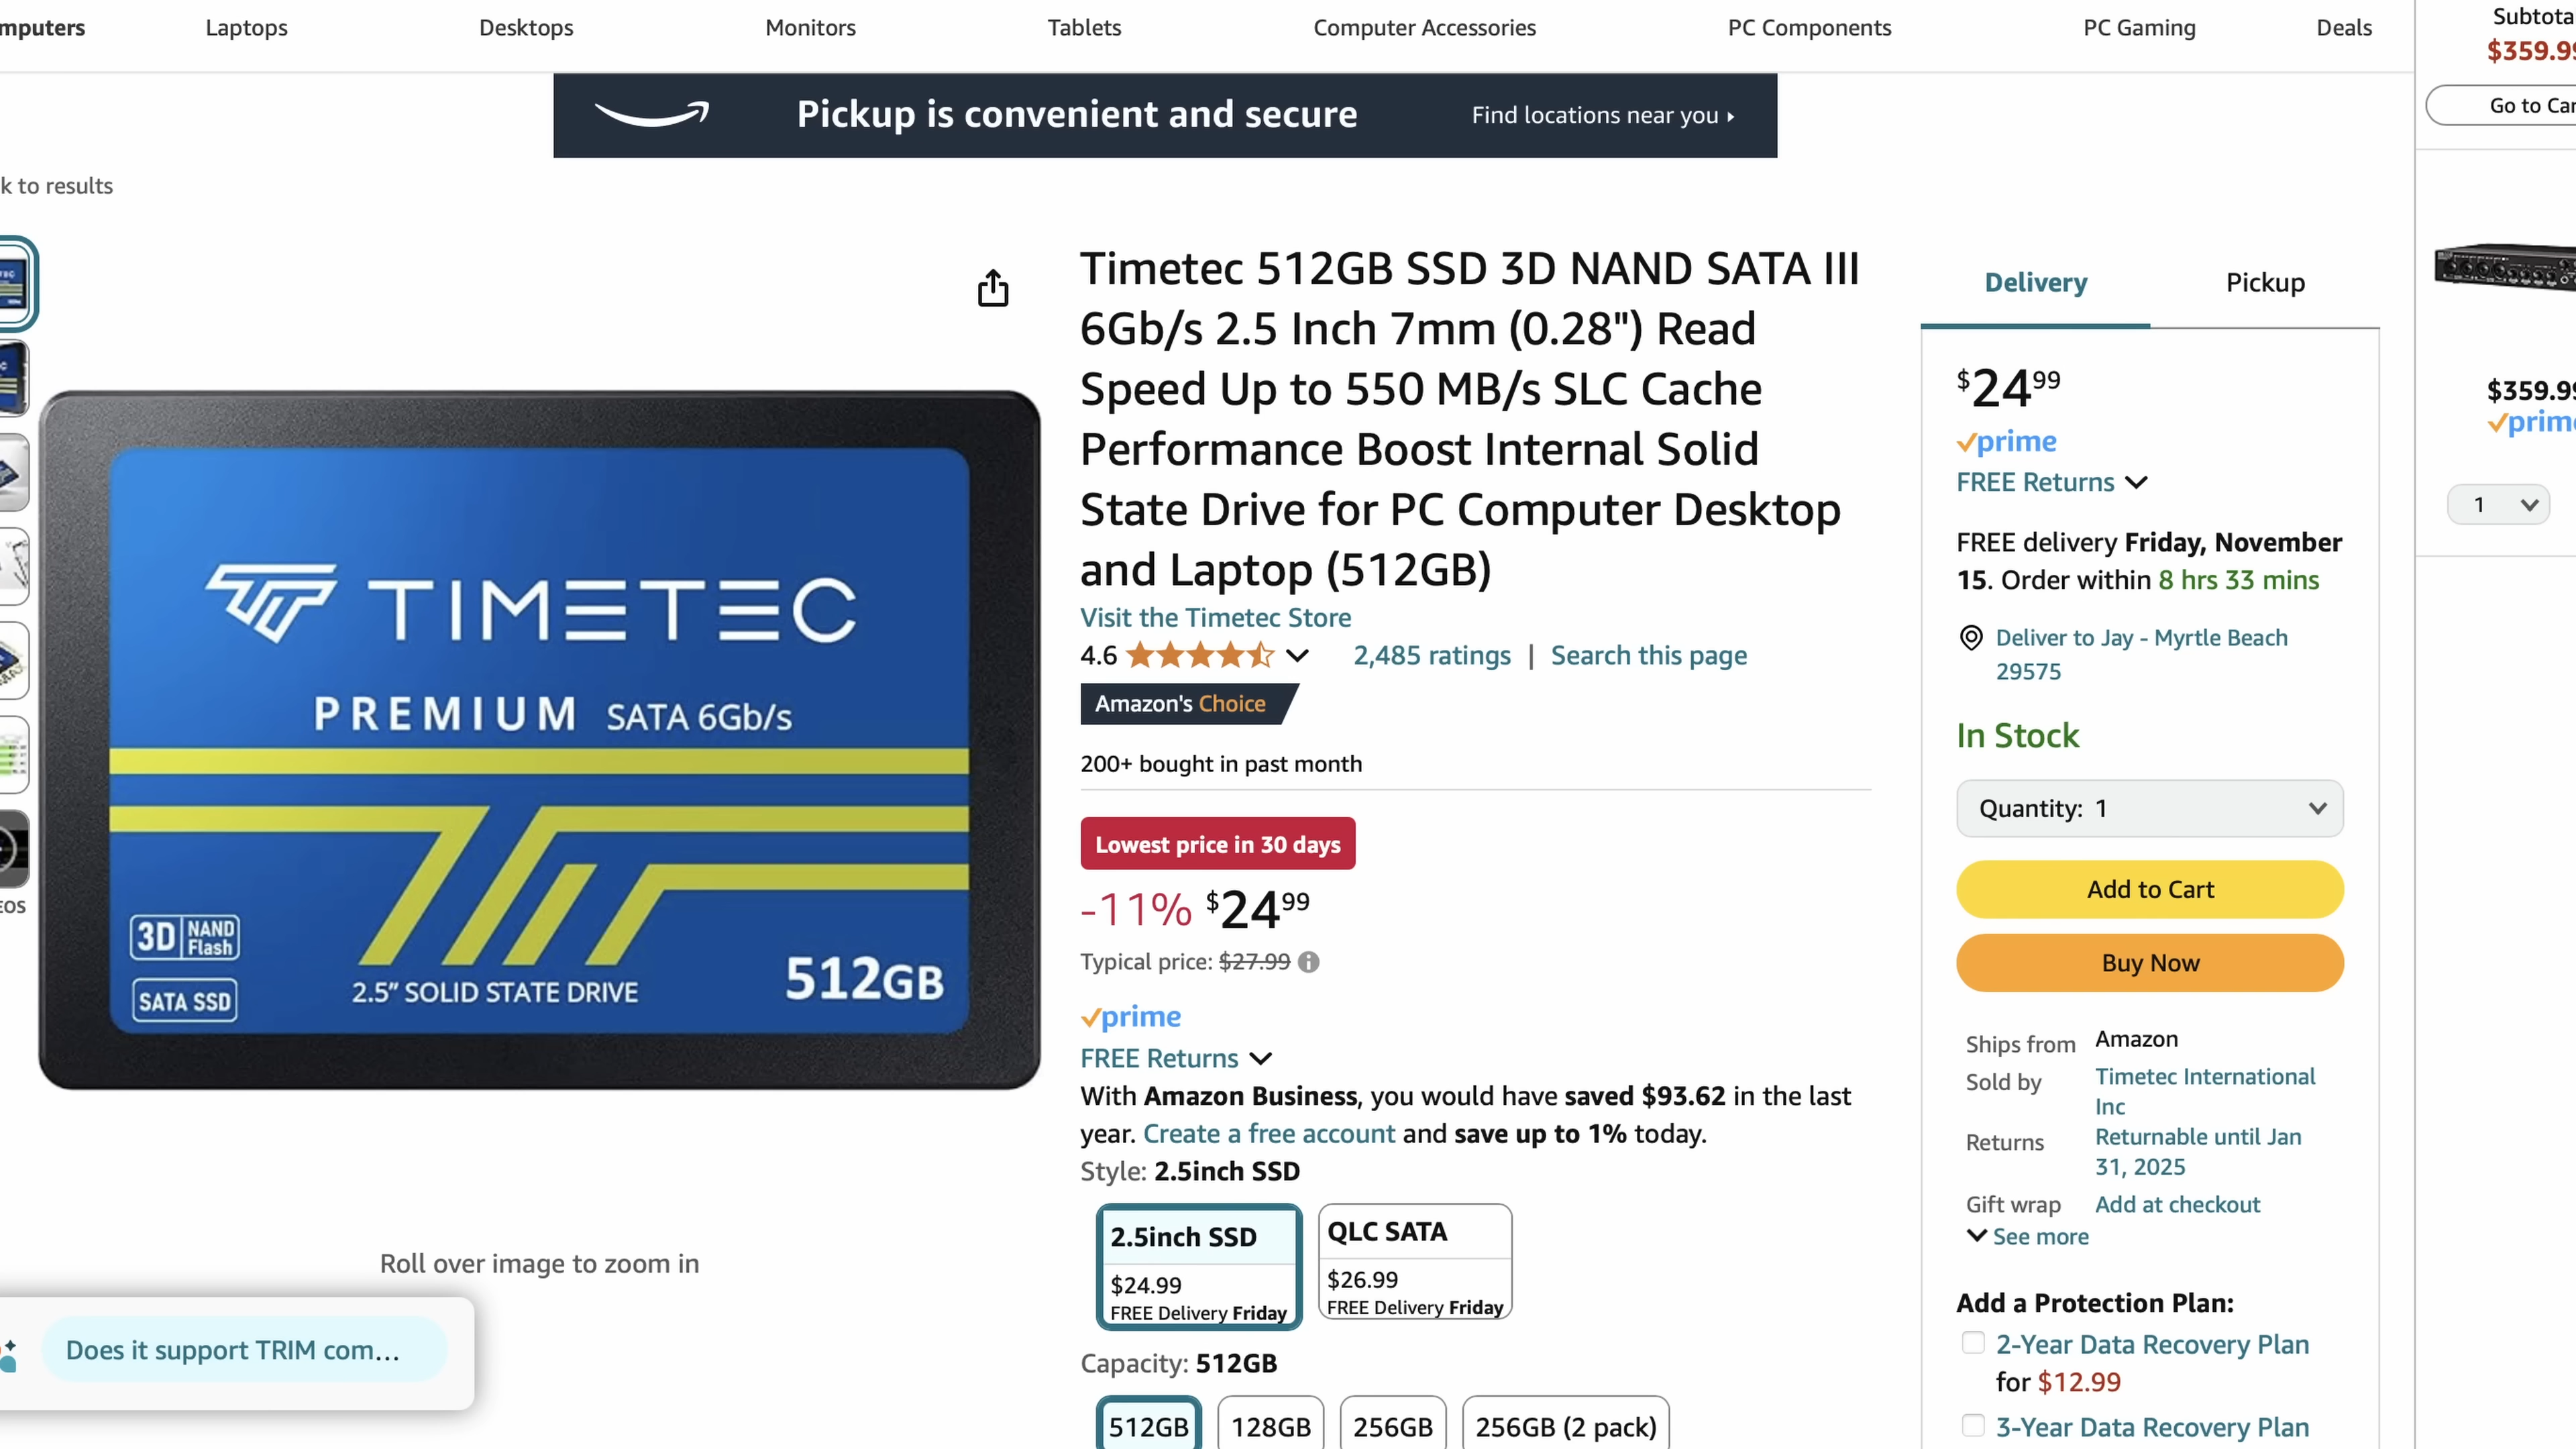 mputers
Laptops
Desktops
Monitors
Tablets
Computer Accessories
PC Components
PC Gaming
Deals
Pickup is convenient and secure
Find locations near you
k to results
TIMETEC
PREMIUM SATA 6Gb/s
3D NAND Flash
SATA SSD
2.5” SOLID STATE DRIVE
512GB
Roll over image to zoom in
EOS
Does it support TRIM com...
Timetec 512GB SSD 3D NAND SATA III
6Gb/s 2.5 Inch 7mm (0.28") Read
Speed Up to 550 MB/s SLC Cache
Performance Boost Internal Solid
State Drive for PC Computer Desktop
and Laptop (512GB)
Visit the Timetec Store
4.6
2,485 ratings | Search this page
Amazon's Choice
200+ bought in past month
Lowest price in 30 days
-11% $24 99
Typical price: $27.99
prime
FREE Returns
With Amazon Business, you would have saved $93.62 in the last
year. Create a free account and save up to 1% today.
Style: 2.5inch SSD
2.5inch SSD
$24.99
FREE Delivery Friday
QLC SATA
$26.99
FREE Delivery Friday
Capacity: 512GB
512GB
128GB
256GB
256GB (2 pack)
Delivery
Pickup
$24 99
prime
FREE Returns
FREE delivery Friday, November
15. Order within 8 hrs 33 mins
Deliver to Jay - Myrtle Beach
29575
In Stock
Quantity: 1
Add to Cart
Buy Now
Ships from Amazon
Sold by Timetec International
Inc
Returns Returnable until Jan
31, 2025
Gift wrap Add at checkout
See more
Add a Protection Plan:
2-Year Data Recovery Plan
for $12.99
3-Year Data Recovery Plan
Subtota
$359.99
Go to Car
$359.99
prime
1